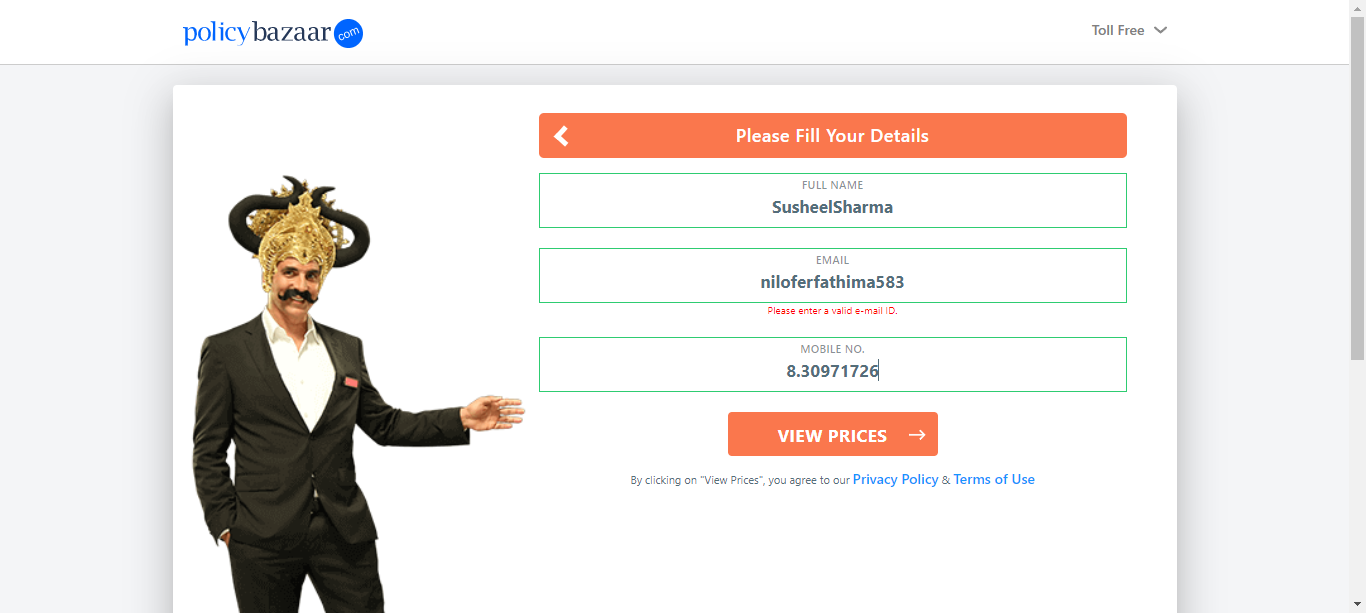 policybazaar.com
Toll Free
Please Fill Your Details
FULL NAME
SusheelSharma
EMAIL
niloferfathima583
Please enter a valid e-mail ID.
MOBILE NO.
8.30971726
VIEW PRICES
By clicking on "View Prices", you agree to our Privacy Policy & Terms of Use